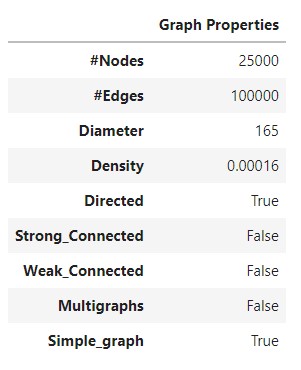 Graph Properties
#Nodes 25000
#Edges 100000
Diameter 165
Density 0.00016
Directed True
Strong_Connected False
Weak_Connected False
Multigraphs False
Simple_graph True